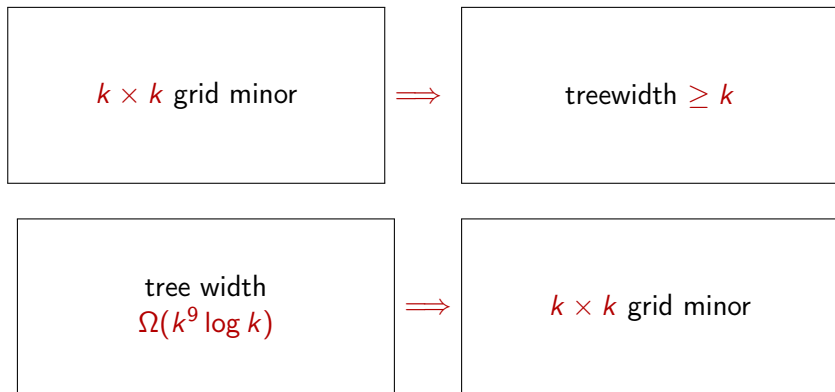 k × k grid minor ⟹ treewidth ≥ k
tree width
Ω(k⁹ log k) ⟹ k × k grid minor